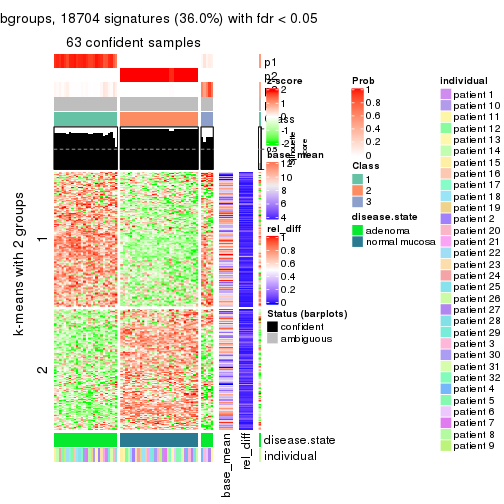 bgroups, 18704 signatures (36.0%) with fdr < 0.05
63 confident samples
p1
p2
z-score
2
1
0
-1
-2
base_mean
12
10
8
6
4
rel_diff
1
0.8
0.6
0.4
0.2
0
Status (barplots)
confident
ambiguous
Prob
1
0.8
0.6
0.4
0.2
0
Class
1
2
3
disease.state
adenoma
normal mucosa
individual
patient 1
patient 10
patient 11
patient 12
patient 13
patient 14
patient 15
patient 16
patient 17
patient 18
patient 19
patient 2
patient 20
patient 21
patient 22
patient 23
patient 24
patient 25
patient 26
patient 27
patient 28
patient 29
patient 3
patient 30
patient 31
patient 32
patient 4
patient 5
patient 6
patient 7
patient 8
patient 9
k-means with 2 groups
1
2
disease.state
individual
base_mean
rel_diff